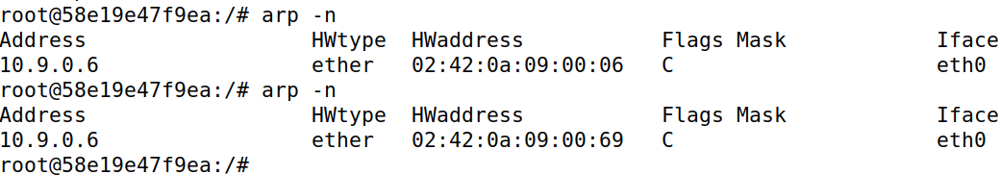 root@58e19e47f9ea:/# arp -n
Address                  HWtype  HWaddress           Flags Mask            Iface
10.9.0.6                 ether   02:42:0a:09:00:06   C                     eth0
root@58e19e47f9ea:/# arp -n
Address                  HWtype  HWaddress           Flags Mask            Iface
10.9.0.6                 ether   02:42:0a:09:00:69   C                     eth0
root@58e19e47f9ea:/#